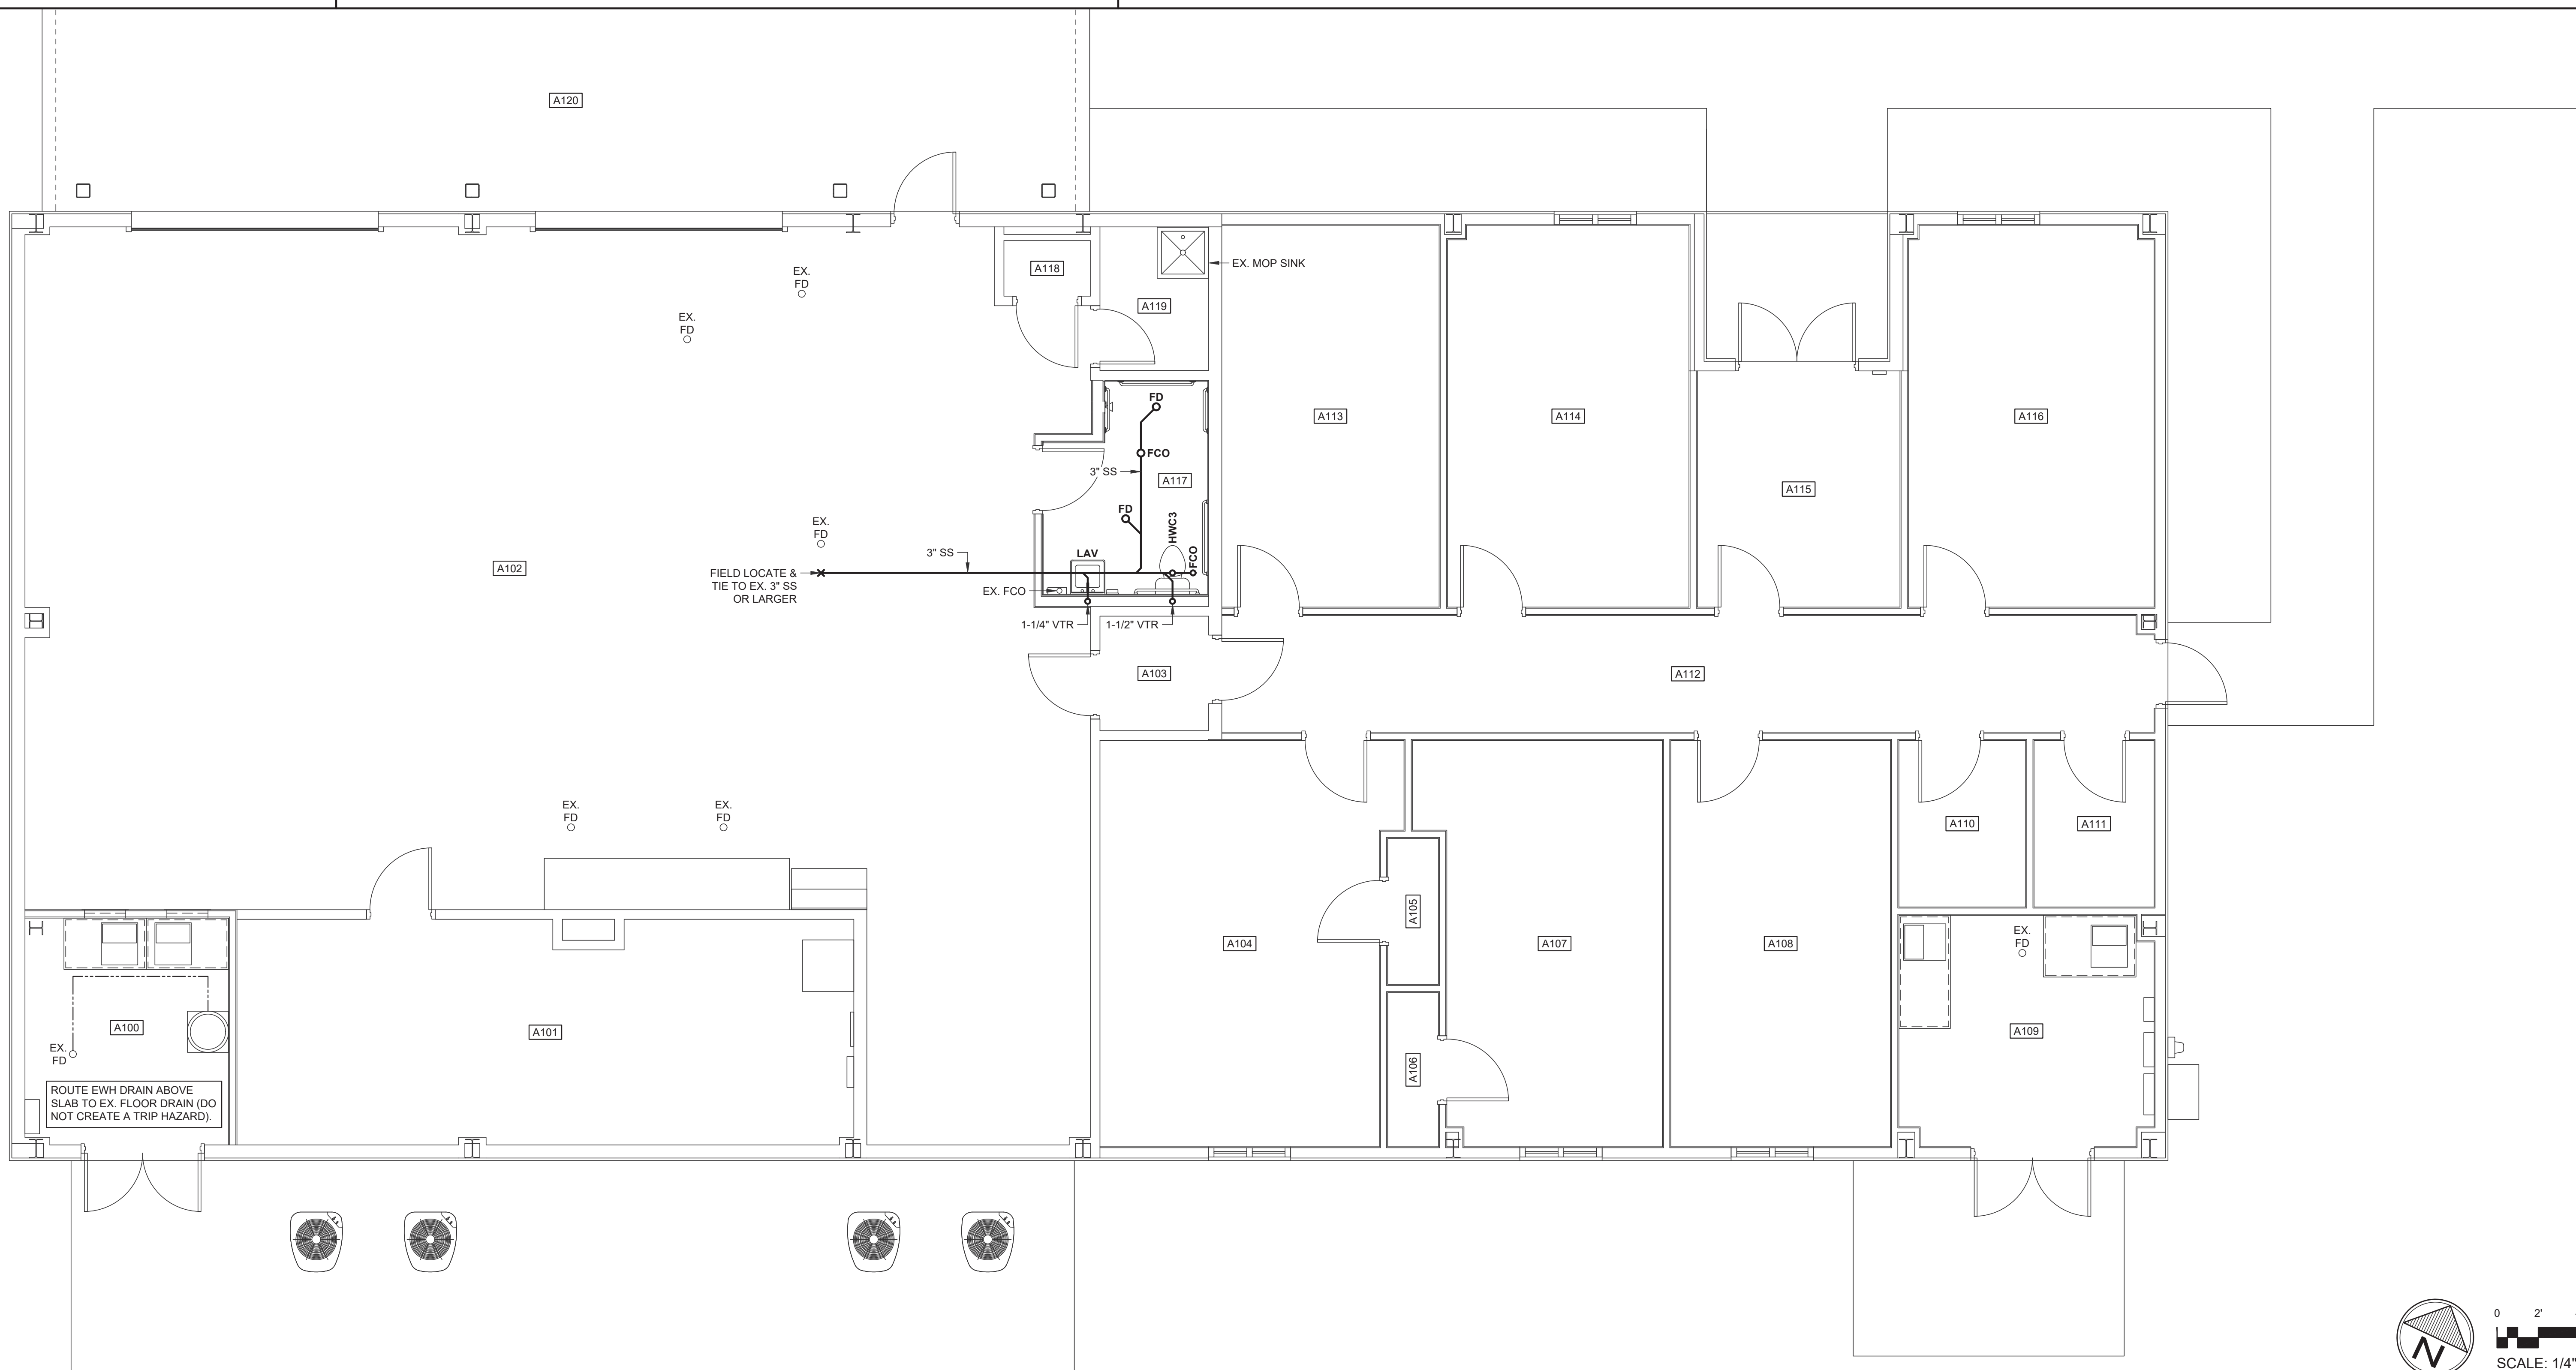 A120
EX.
FD
EX.
FD
A118
A119
EX. MOP SINK
FD
FCO
3" SS
A117
A113
A114
A115
A116
EX.
FD
FD
HWC3
FCO
LAV
3" SS
A102
FIELD LOCATE &
TIE TO EX. 3" SS
OR LARGER
EX. FCO
1-1/4" VTR
1-1/2" VTR
A103
A112
EX.
FD
EX.
FD
A110
A111
A105
A104
A107
A108
EX.
FD
A100
A101
A109
EX.
FD
A106
ROUTE EWH DRAIN ABOVE
SLAB TO EX. FLOOR DRAIN (DO
NOT CREATE A TRIP HAZARD).
N
0 2'
SCALE: 1/4"